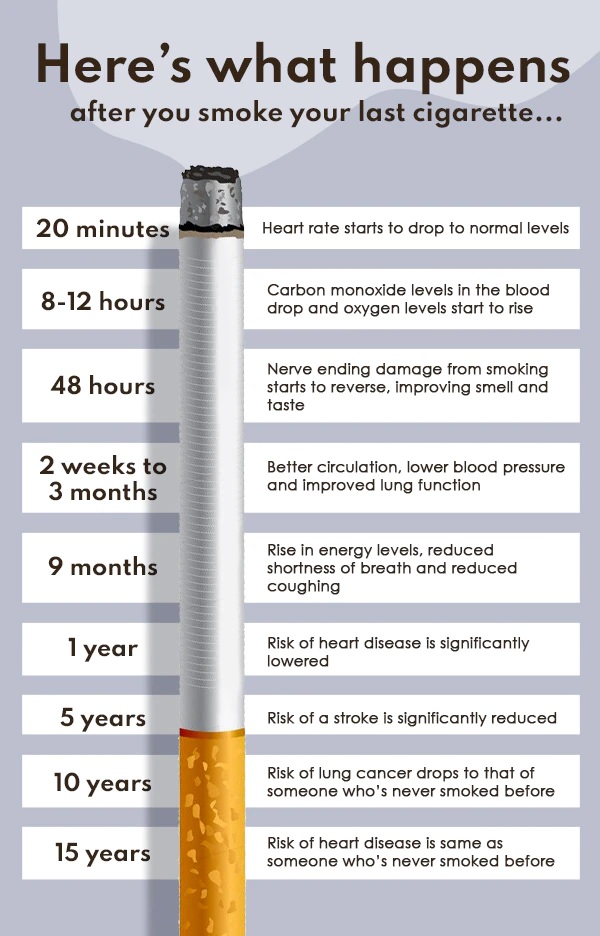 Here's what happens
after you smoke your last cigarette...
20 minutes
Heart rate starts to drop to normal levels
8-12 hours
Carbon monoxide levels in the blood
drop and oxygen levels start to rise
48 hours
Nerve ending damage from smoking
starts to reverse, improving smell and
taste
2 weeks to
3 months
Better circulation, lower blood pressure
and improved lung function
9 months
Rise in energy levels, reduced
shortness of breath and reduced
coughing
1 year
Risk of heart disease is significantly
lowered
5 years
Risk of a stroke is significantly reduced
10 years
Risk of lung cancer drops to that of
someone who's never smoked before
15 years
Risk of heart disease is same as
someone who's never smoked before